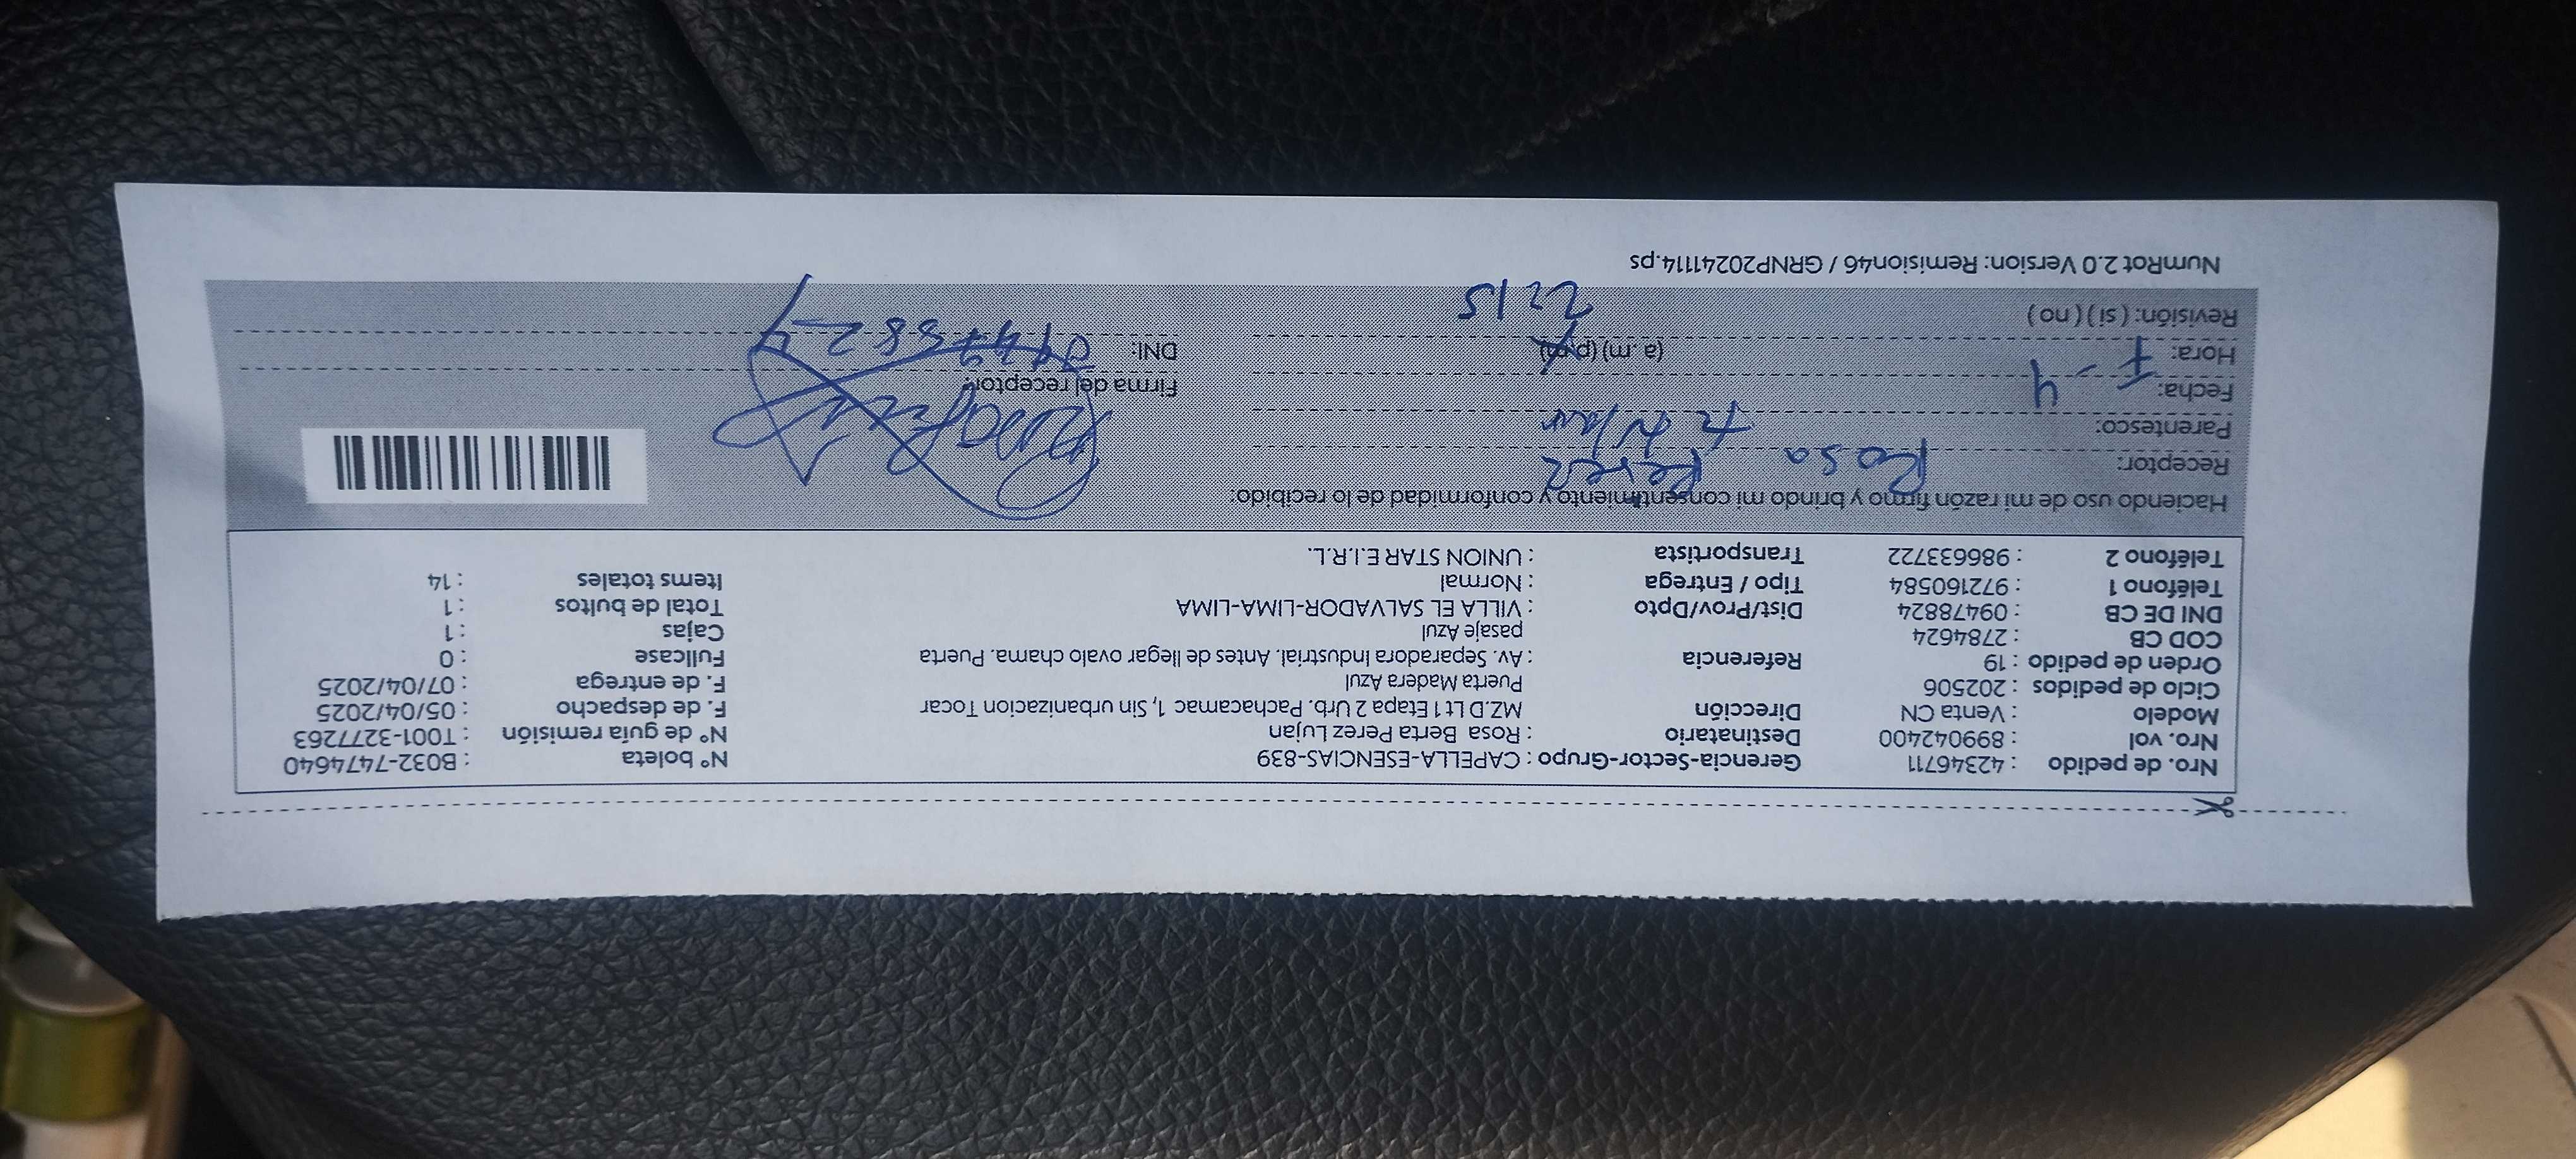 Nro. de pedido : 42346711 Gerencia-Sector-Grupo : CAPELLA-ESENCIAS-839 N° boleta : B032-7474640
Nro. vol : 899042400 Destinatario : Rosa Berta Perez Lujan N° de guía remisión : T001-3277263
Modelo : Venta CN Dirección MZ.D Lt 1 Etapa 2 Urb. Pachacamac 1, Sin urbanizacion Tocar F. de despacho : 05/04/2025
Ciclo de pedidos : 202506 Puerta Madera Azul F. de entrega : 07/04/2025
Orden de pedido : 19 Referencia : Av. Separadora Industrial. Antes de llegar ovalo chama. Puerta Fullcase : 0
COD CB : 2784624 pasaje Azul Cajas : 1
DNI DE CB : 09478824 Dist/Prov/Dpto : VILLA EL SALVADOR-LIMA-LIMA Total de bultos : 1
Teléfono 1 : 972160584 Tipo / Entrega : Normal Items totales : 14
Teléfono 2 : 986633722 Transportista : UNION STAR E.I.R.L.
Haciendo uso de mi razón firmo y brindo mi consentimiento y conformidad de lo recibido:
Receptor: Rosa Perez
Parentesco: Titular
Fecha: 7-4 Firma del receptor:
Hora: (a.m) (p.m) DNI:
2:15
Revisión: ( si ) ( no )
NumRot 2.0 Version: Remision46 / GRNP20241114.ps